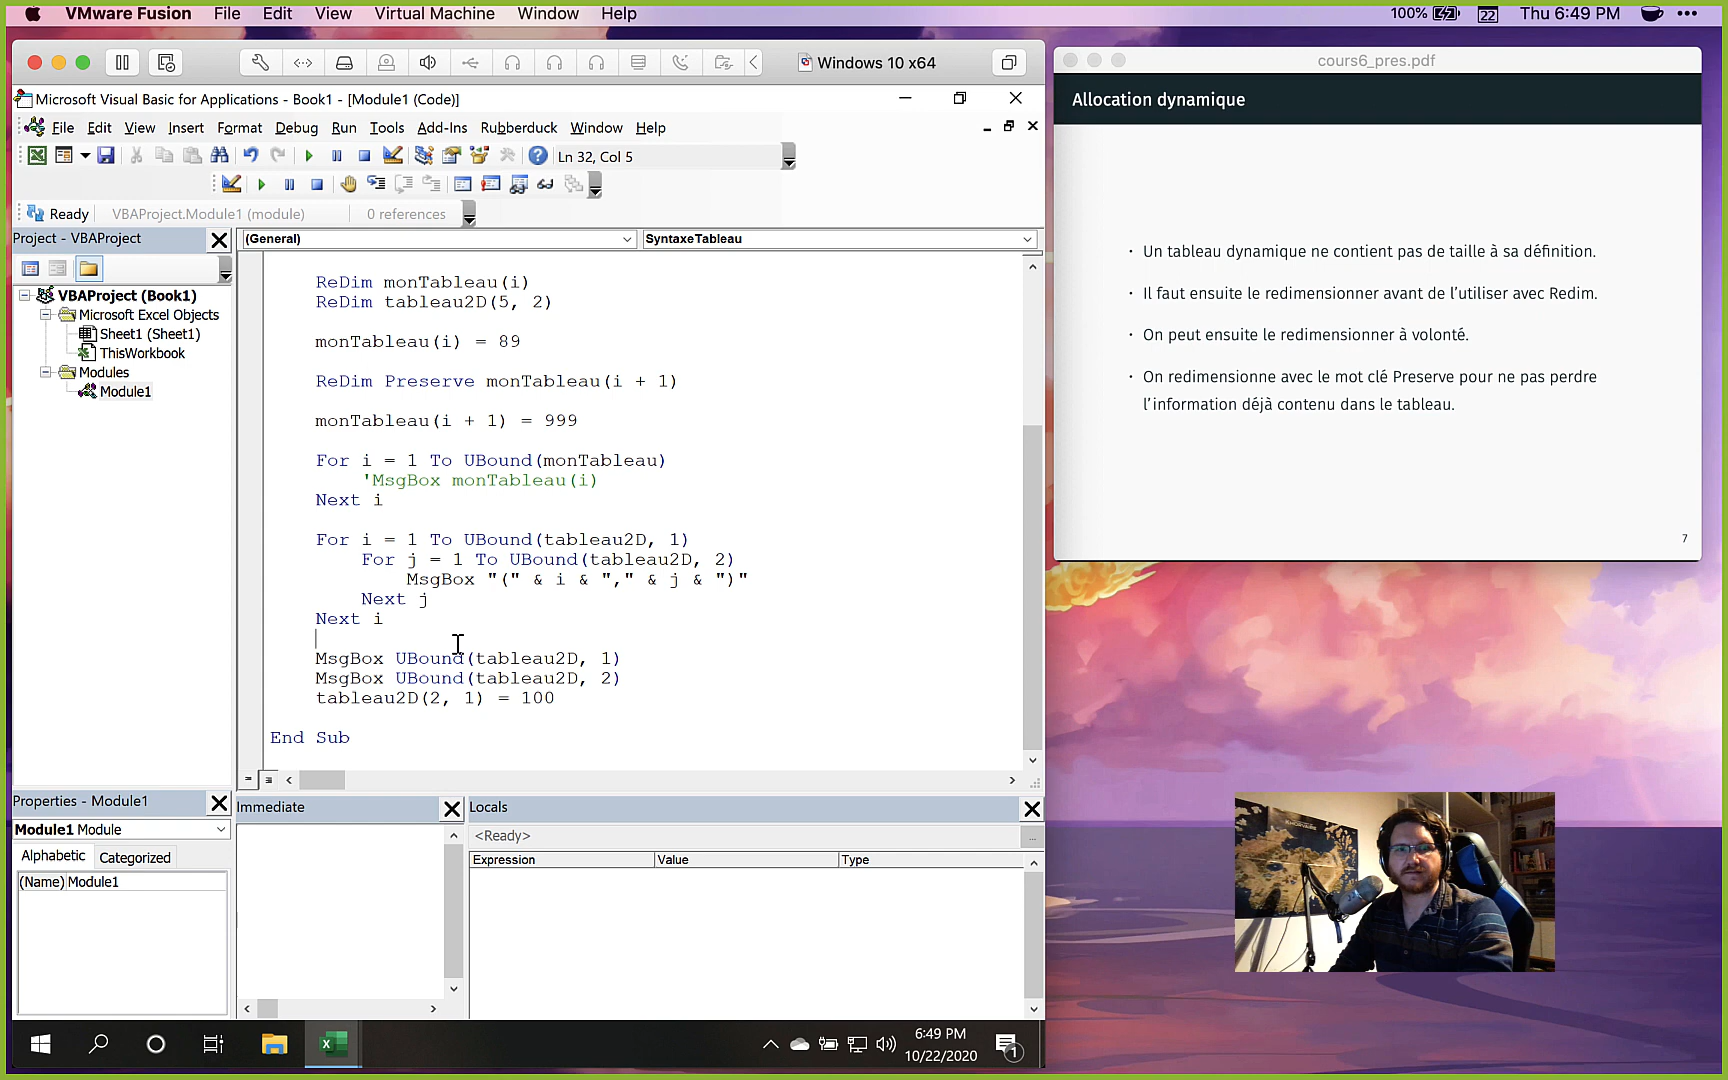 VMware Fusion File Edit View Virtual Machine Window Help 100% 22 Thu 6:49 PM
Windows 10 x64
Microsoft Visual Basic for Applications - Book1 - [Module1 (Code)]
File Edit View Insert Format Debug Run Tools Add-Ins Rubberduck Window Help
Ln 32, Col 5
Ready VBAProject.Module1 (module) 0 references
Project - VBAProject
VBAProject (Book1)
Microsoft Excel Objects
Sheet1 (Sheet1)
ThisWorkbook
Modules
Module1
(General) SyntaxeTableau
ReDim monTableau(i)
ReDim tableau2D(5, 2)
monTableau(i) = 89
ReDim Preserve monTableau(i + 1)
monTableau(i + 1) = 999
For i = 1 To UBound(monTableau)
'MsgBox monTableau(i)
Next i
For i = 1 To UBound(tableau2D, 1)
For j = 1 To UBound(tableau2D, 2)
MsgBox "(" & i & "," & j & ")"
Next j
Next i
MsgBox UBound(tableau2D, 1)
MsgBox UBound(tableau2D, 2)
tableau2D(2, 1) = 100
End Sub
Properties - Module1
Module1 Module
Alphabetic Categorized
(Name) Module1
Immediate
Locals
<Ready>
Expression Value Type
6:49 PM
10/22/2020
1
cours6_pres.pdf
Allocation dynamique
· Un tableau dynamique ne contient pas de taille à sa définition.
· Il faut ensuite le redimensionner avant de l'utiliser avec Redim.
· On peut ensuite le redimensionner à volonté.
· On redimensionne avec le mot clé Preserve pour ne pas perdre
l'information déjà contenu dans le tableau.
7